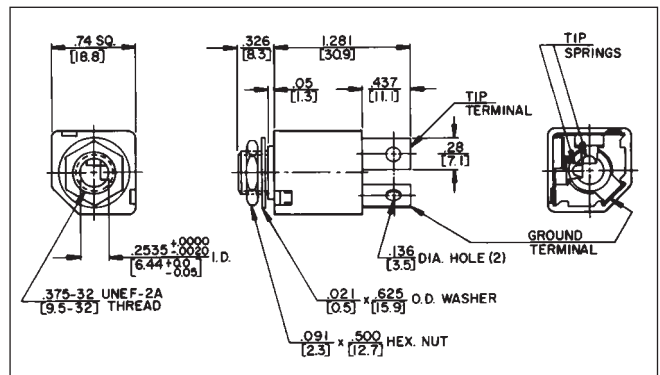 .74 SQ.
[18.8]
.326
[8.3]
1.281
[30.9]
.05
[1.3]
.437
[11.1]
TIP
TERMINAL
.28
[7.1]
TIP
SPRINGS
GROUND
TERMINAL
.2535 +.0000 -.0020 I.D.
[6.44 +0.0 -0.05]
.375-32 UNEF-2A
[9.5-32] THREAD
.136 DIA. HOLE (2)
[3.5]
.021 x .625 O.D. WASHER
[0.5] [15.9]
.091 x .500 HEX. NUT
[2.3] [12.7]